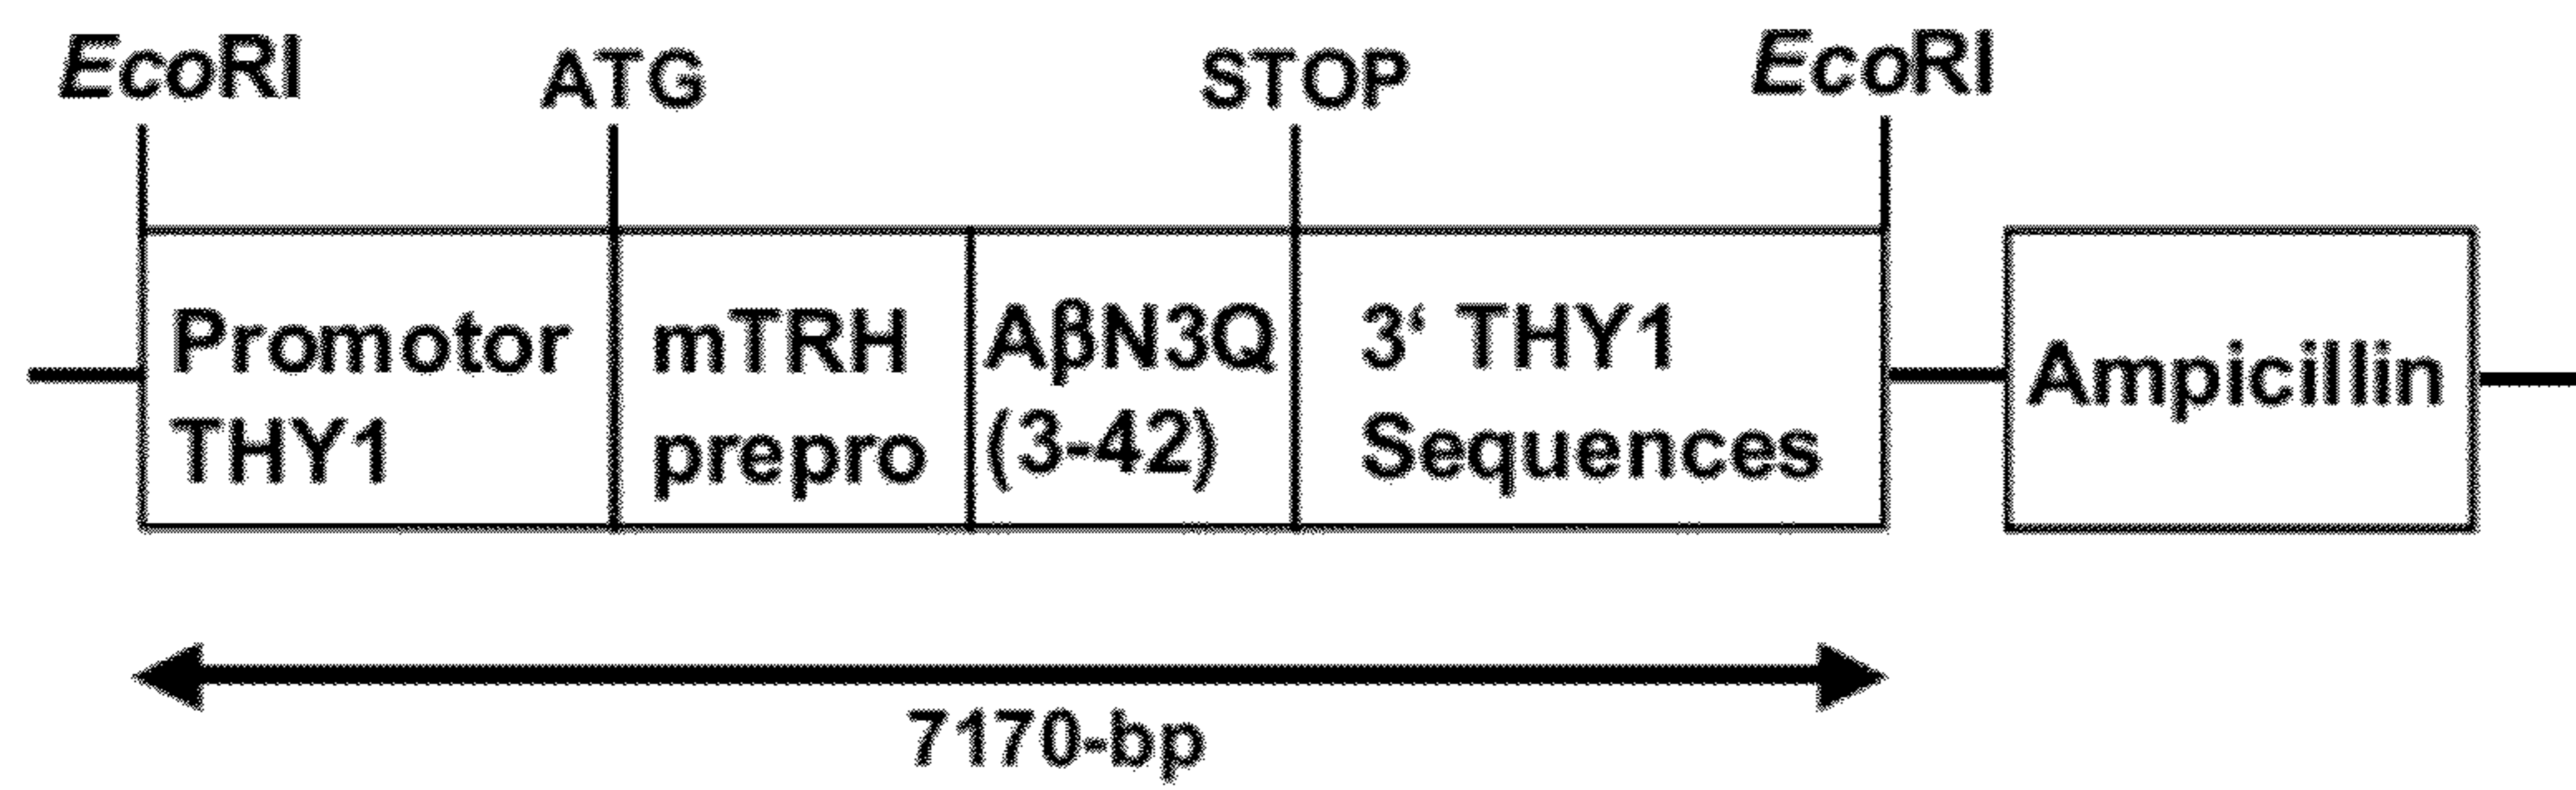 EcoRI ATG STOP EcoRI
Promotor
THY1
mTRH
prepro
AβN3Q
(3-42)
3‘ THY1
Sequences
Ampicillin
7170-bp